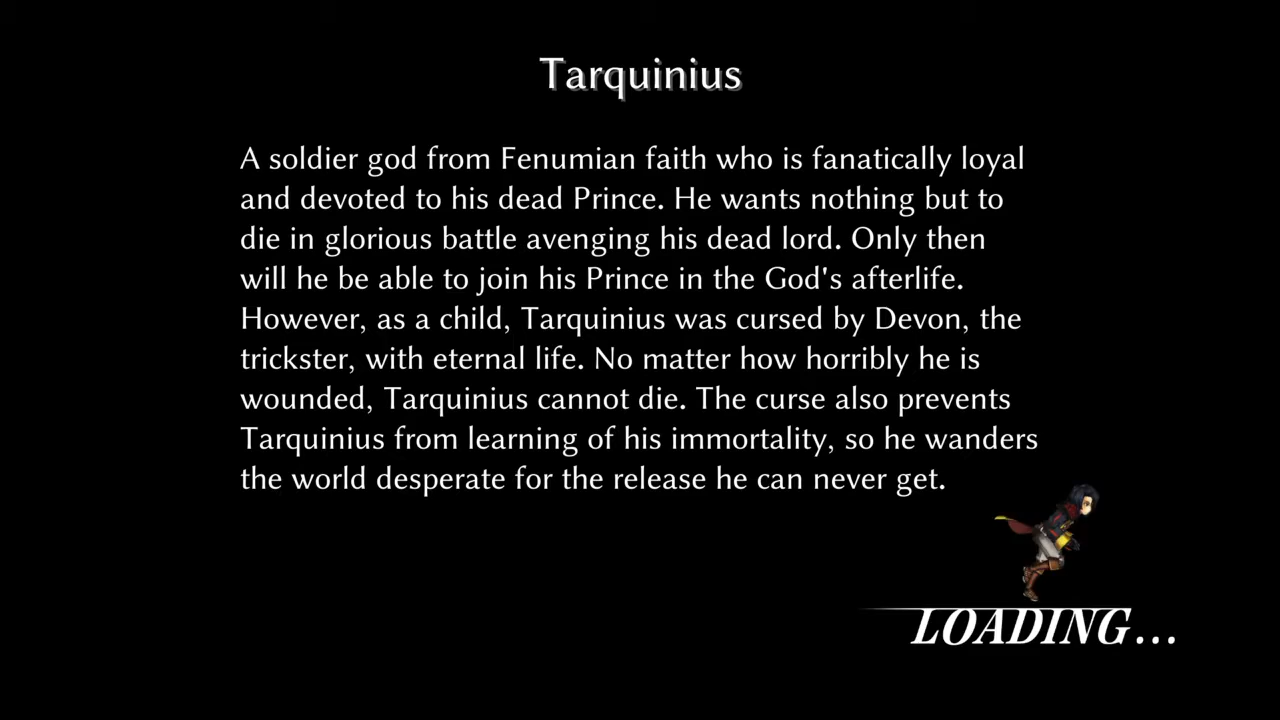 Tarquinius
A soldier god from Fenumian faith who is fanatically loyal
and devoted to his dead Prince. He wants nothing but to
die in glorious battle avenging his dead lord. Only then
will he be able to join his Prince in the God's afterlife.
However, as a child, Tarquinius was cursed by Devon, the
trickster, with eternal life. No matter how horribly he is
wounded, Tarquinius cannot die. The curse also prevents
Tarquinius from learning of his immortality, so he wanders
the world desperate for the release he can never get.
LOADING...